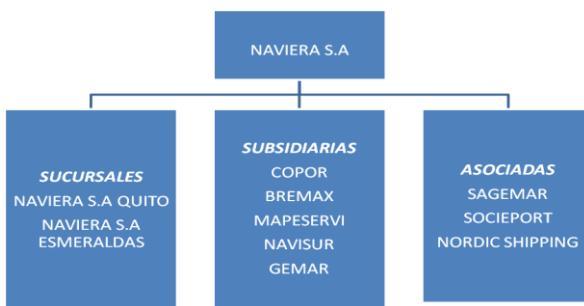 NAVIERA S.A
SUCURSALES
NAVIERA S.A QUITO
NAVIERA S.A
ESMERALDAS
SUBSIDIARIAS
COPOR
BREMAX
MAPESERVI
NAVISUR
GEMAR
ASOCIADAS
SAGEMAR
SOCIEPORT
NORDIC SHIPPING